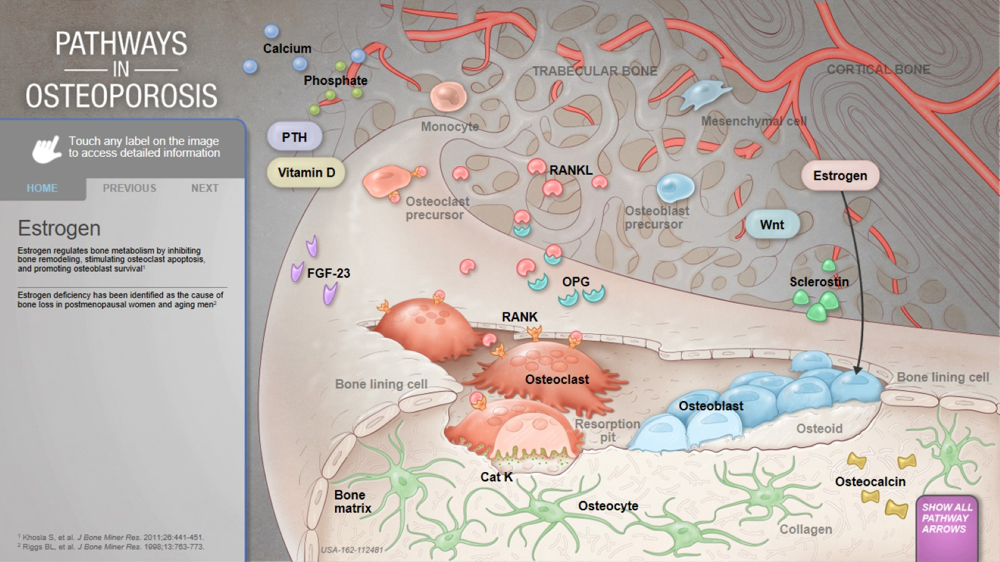 PATHWAYS
IN
OSTEOPOROSIS
Touch any label on the image
to access detailed information
HOME
PREVIOUS
NEXT
Estrogen
Estrogen regulates bone metabolism by inhibiting
bone remodeling, stimulating osteoclast apoptosis,
and promoting osteoblast survival¹
Estrogen deficiency has been identified as the cause of
bone loss in postmenopausal women and aging men²
¹ Khosla S, et al. J Bone Miner Res. 2011;26:441-451.
² Riggs BL, et al. J Bone Miner Res. 1998;13:763-773.
Calcium
Phosphate
TRABECULAR BONE
CORTICAL BONE
Monocyte
Mesenchymal cell
PTH
Vitamin D
RANKL
Estrogen
Osteoclast
precursor
Osteoblast
precursor
Wnt
FGF-23
OPG
Sclerostin
RANK
Bone lining cell
Osteoclast
Bone lining cell
Osteoblast
Resorption
pit
Osteoid
Cat K
Osteocalcin
Bone
matrix
Osteocyte
Collagen
SHOW ALL
PATHWAY
ARROWS
USA-162-112481